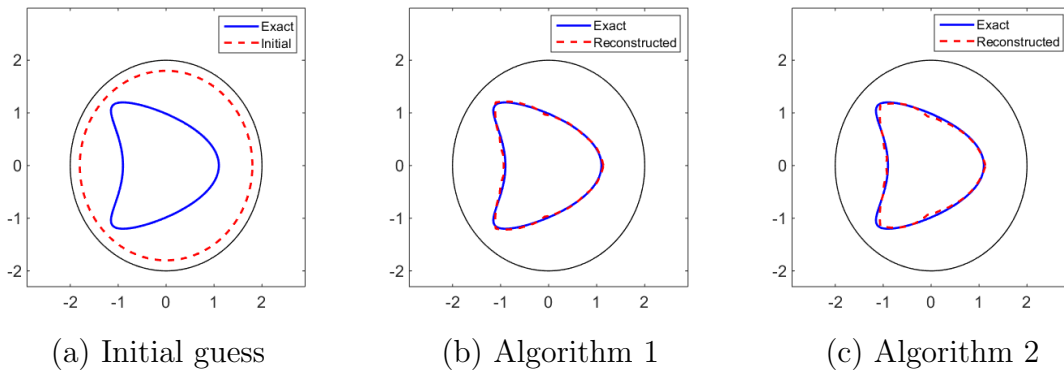 Exact
Initial
2
1
0
-1
-2
-2 -1 0 1 2
(a) Initial guess
Exact
Reconstructed
2
1
0
-1
-2
-2 -1 0 1 2
(b) Algorithm 1
Exact
Reconstructed
2
1
0
-1
-2
-2 -1 0 1 2
(c) Algorithm 2